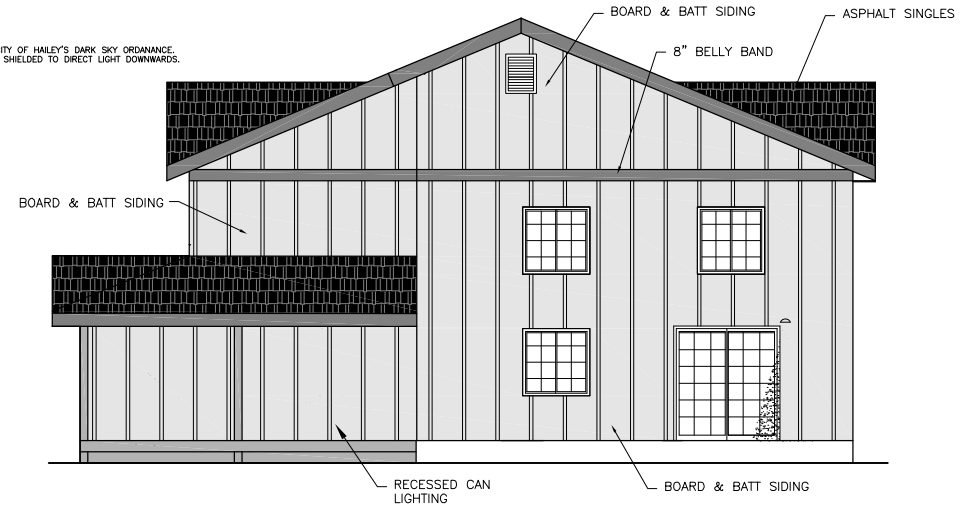 BOARD & BATT SIDING
ASPHALT SINGLES
ITY OF HAILEY'S DARK SKY ORDANANCE.
SHIELDED TO DIRECT LIGHT DOWNWARDS.
8" BELLY BAND
BOARD & BATT SIDING
RECESSED CAN
LIGHTING
BOARD & BATT SIDING